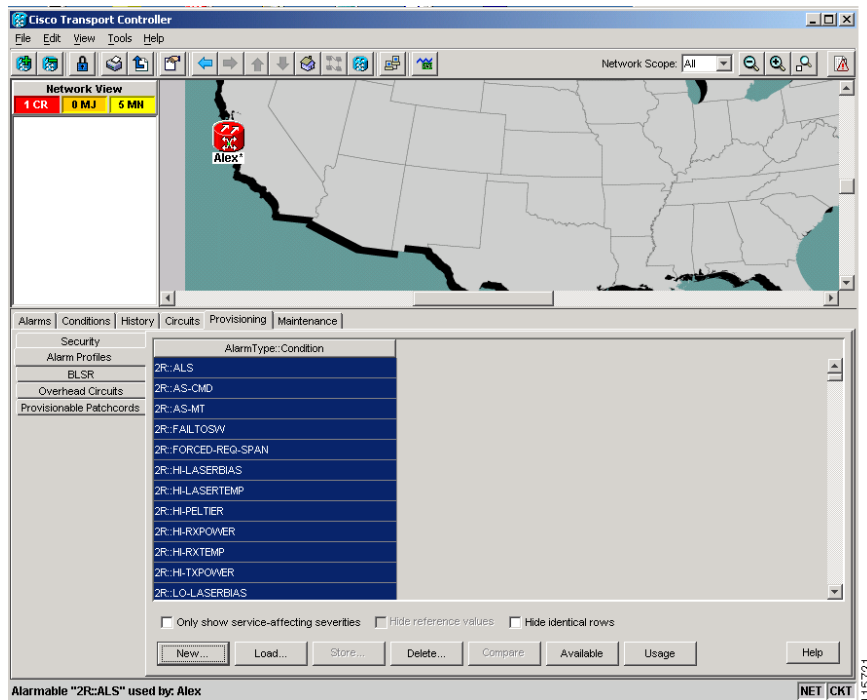 Cisco Transport Controller
File Edit View Tools Help
Network Scope: All
Network View
1 CR 0 MJ 5 MN
Alex*
Alarms Conditions History Circuits Provisioning Maintenance
Security
Alarm Profiles
BLSR
Overhead Circuits
Provisionable Patchcords
AlarmType::Condition
2R::ALS
2R::AS-CMD
2R::AS-MT
2R::FAILTOSW
2R::FORCED-REQ-SPAN
2R::HI-LASERBIAS
2R::HI-LASERTEMP
2R::HI-PELTIER
2R::HI-RXPOWER
2R::HI-RXTEMP
2R::HI-TXPOWER
2R::LO-LASERBIAS
Only show service-affecting severities Hide reference values Hide identical rows
New... Load... Store... Delete... Compare Available Usage Help
Alarmable "2R::ALS" used by: Alex NET CKT